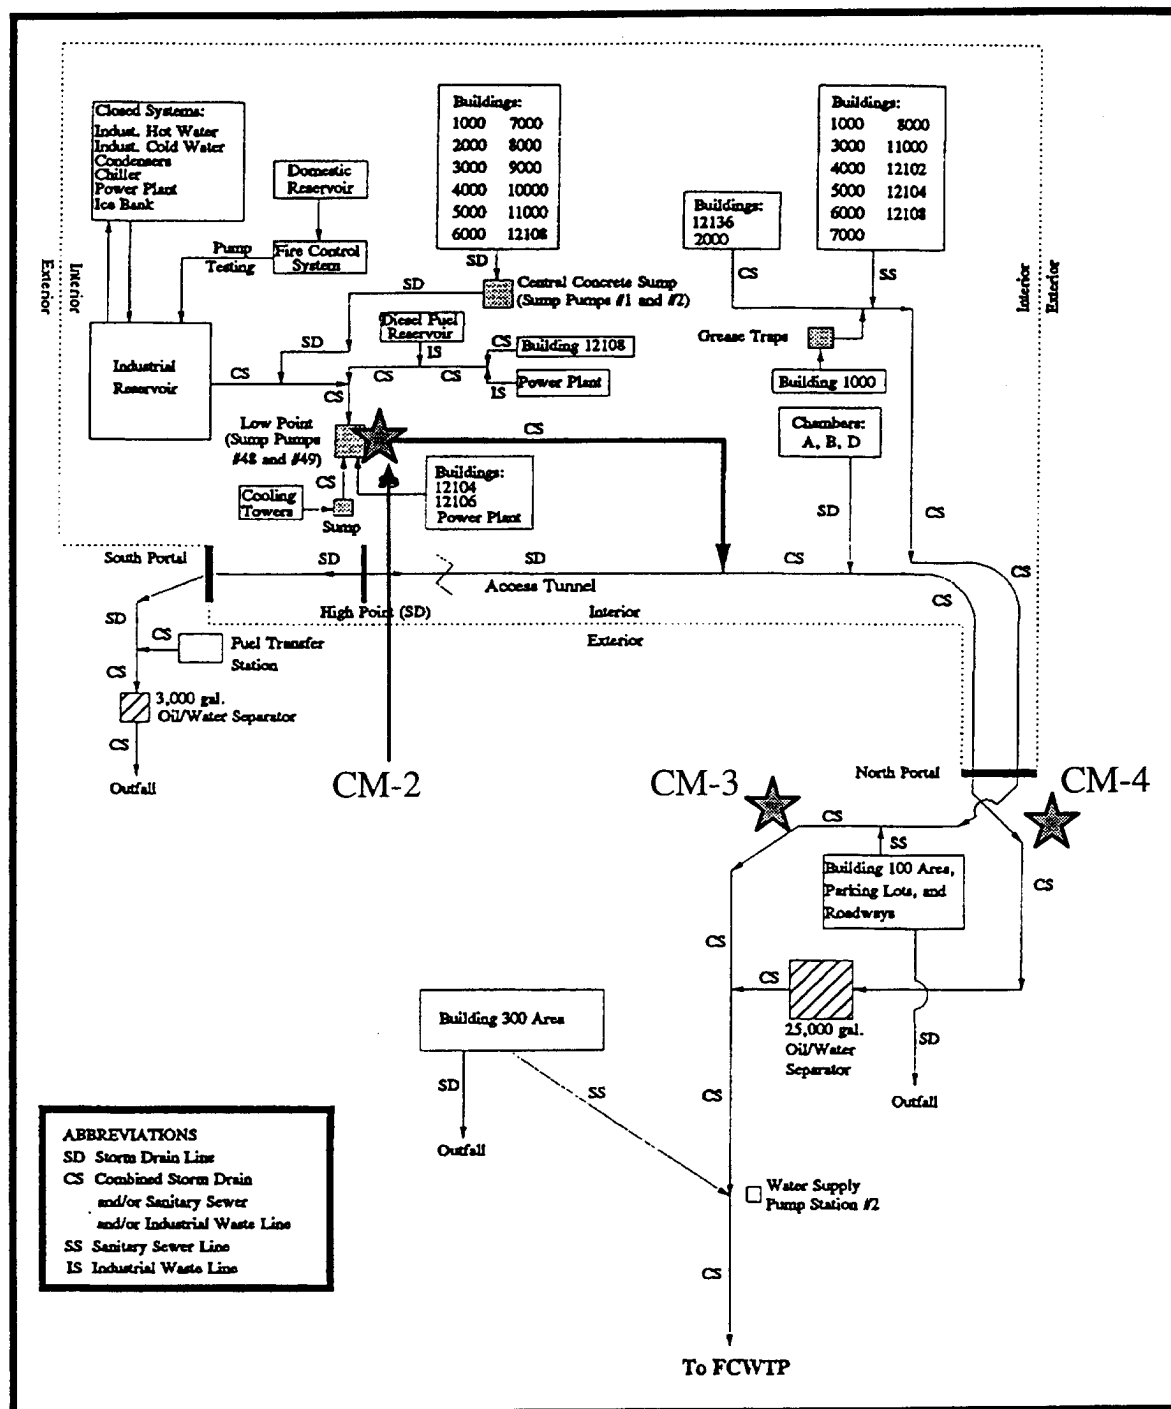 Closed Systems:
Indust. Hot Water
Indust. Cold Water
Condensers
Chiller
Power Plant
Ice Bank
Domestic
Reservoir
Fire Control
System
Pump
Testing
Buildings:
1000 7000
2000 8000
3000 9000
4000 10000
5000 11000
6000 12108
Buildings:
12136
2000
Buildings:
1000 8000
3000 11000
4000 12102
5000 12104
6000 12108
7000
Exterior
Interior
Interior
Exterior
SD
CS
SS
SD
Central Concrete Sump
(Sump Pumps #1 and #2)
Diesel Fuel
Reservoir
IS
CS
Building 12108
Grease Traps
Building 1000
SD
Industrial
Reservoir
CS
CS
CS
IS
Power Plant
CS
Low Point
(Sump Pumps
#48 and #49)
CS
Chambers:
A, B, D
CS
Cooling
Towers
Sump
Buildings:
12104
12106
Power Plant
SD
CS
South Portal
SD
SD
CS
CS
High Point (SD)
Access Tunnel
CS
Interior
Exterior
SD
CS
Fuel Transfer
Station
CS
3,000 gal.
Oil/Water Separator
CS
Outfall
CM-2
CM-3
North Portal
CM-4
CS
SS
Building 100 Area,
Parking Lots, and
Roadways
CS
CS
CS
25,000 gal.
Oil/Water
Separator
SD
Outfall
Building 300 Area
SD
SS
CS
Outfall
Water Supply
Pump Station #2
CS
To FCWTP
ABBREVIATIONS
SD Storm Drain Line
CS Combined Storm Drain
and/or Sanitary Sewer
and/or Industrial Waste Line
SS Sanitary Sewer Line
IS Industrial Waste Line